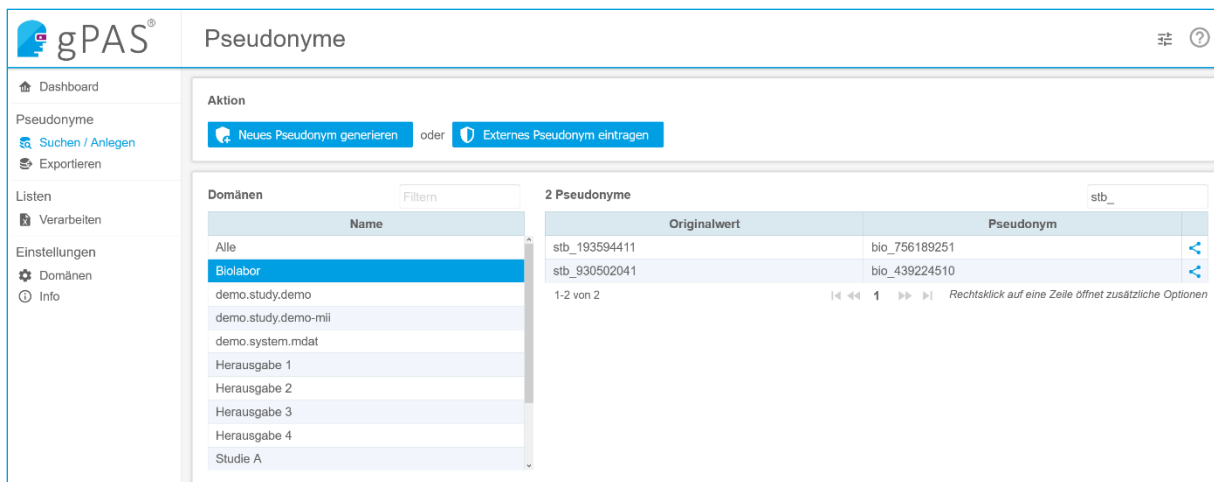 gPAS®
Pseudonyme
Dashboard
Pseudonyme
Suchen / Anlegen
Exportieren
Listen
Verarbeiten
Einstellungen
Domänen
Info
Aktion
Neues Pseudonym generieren oder Externes Pseudonym eintragen
Domänen Filtern
Name
Alle
Biolabor
demo.study.demo
demo.study.demo-mii
demo.system.mdat
Herausgabe 1
Herausgabe 2
Herausgabe 3
Herausgabe 4
Studie A
2 Pseudonyme stb_
Originalwert Pseudonym
stb_193594411 bio_756189251
stb_930502041 bio_439224510
1-2 von 2 1 Rechtsklick auf eine Zeile öffnet zusätzliche Optionen